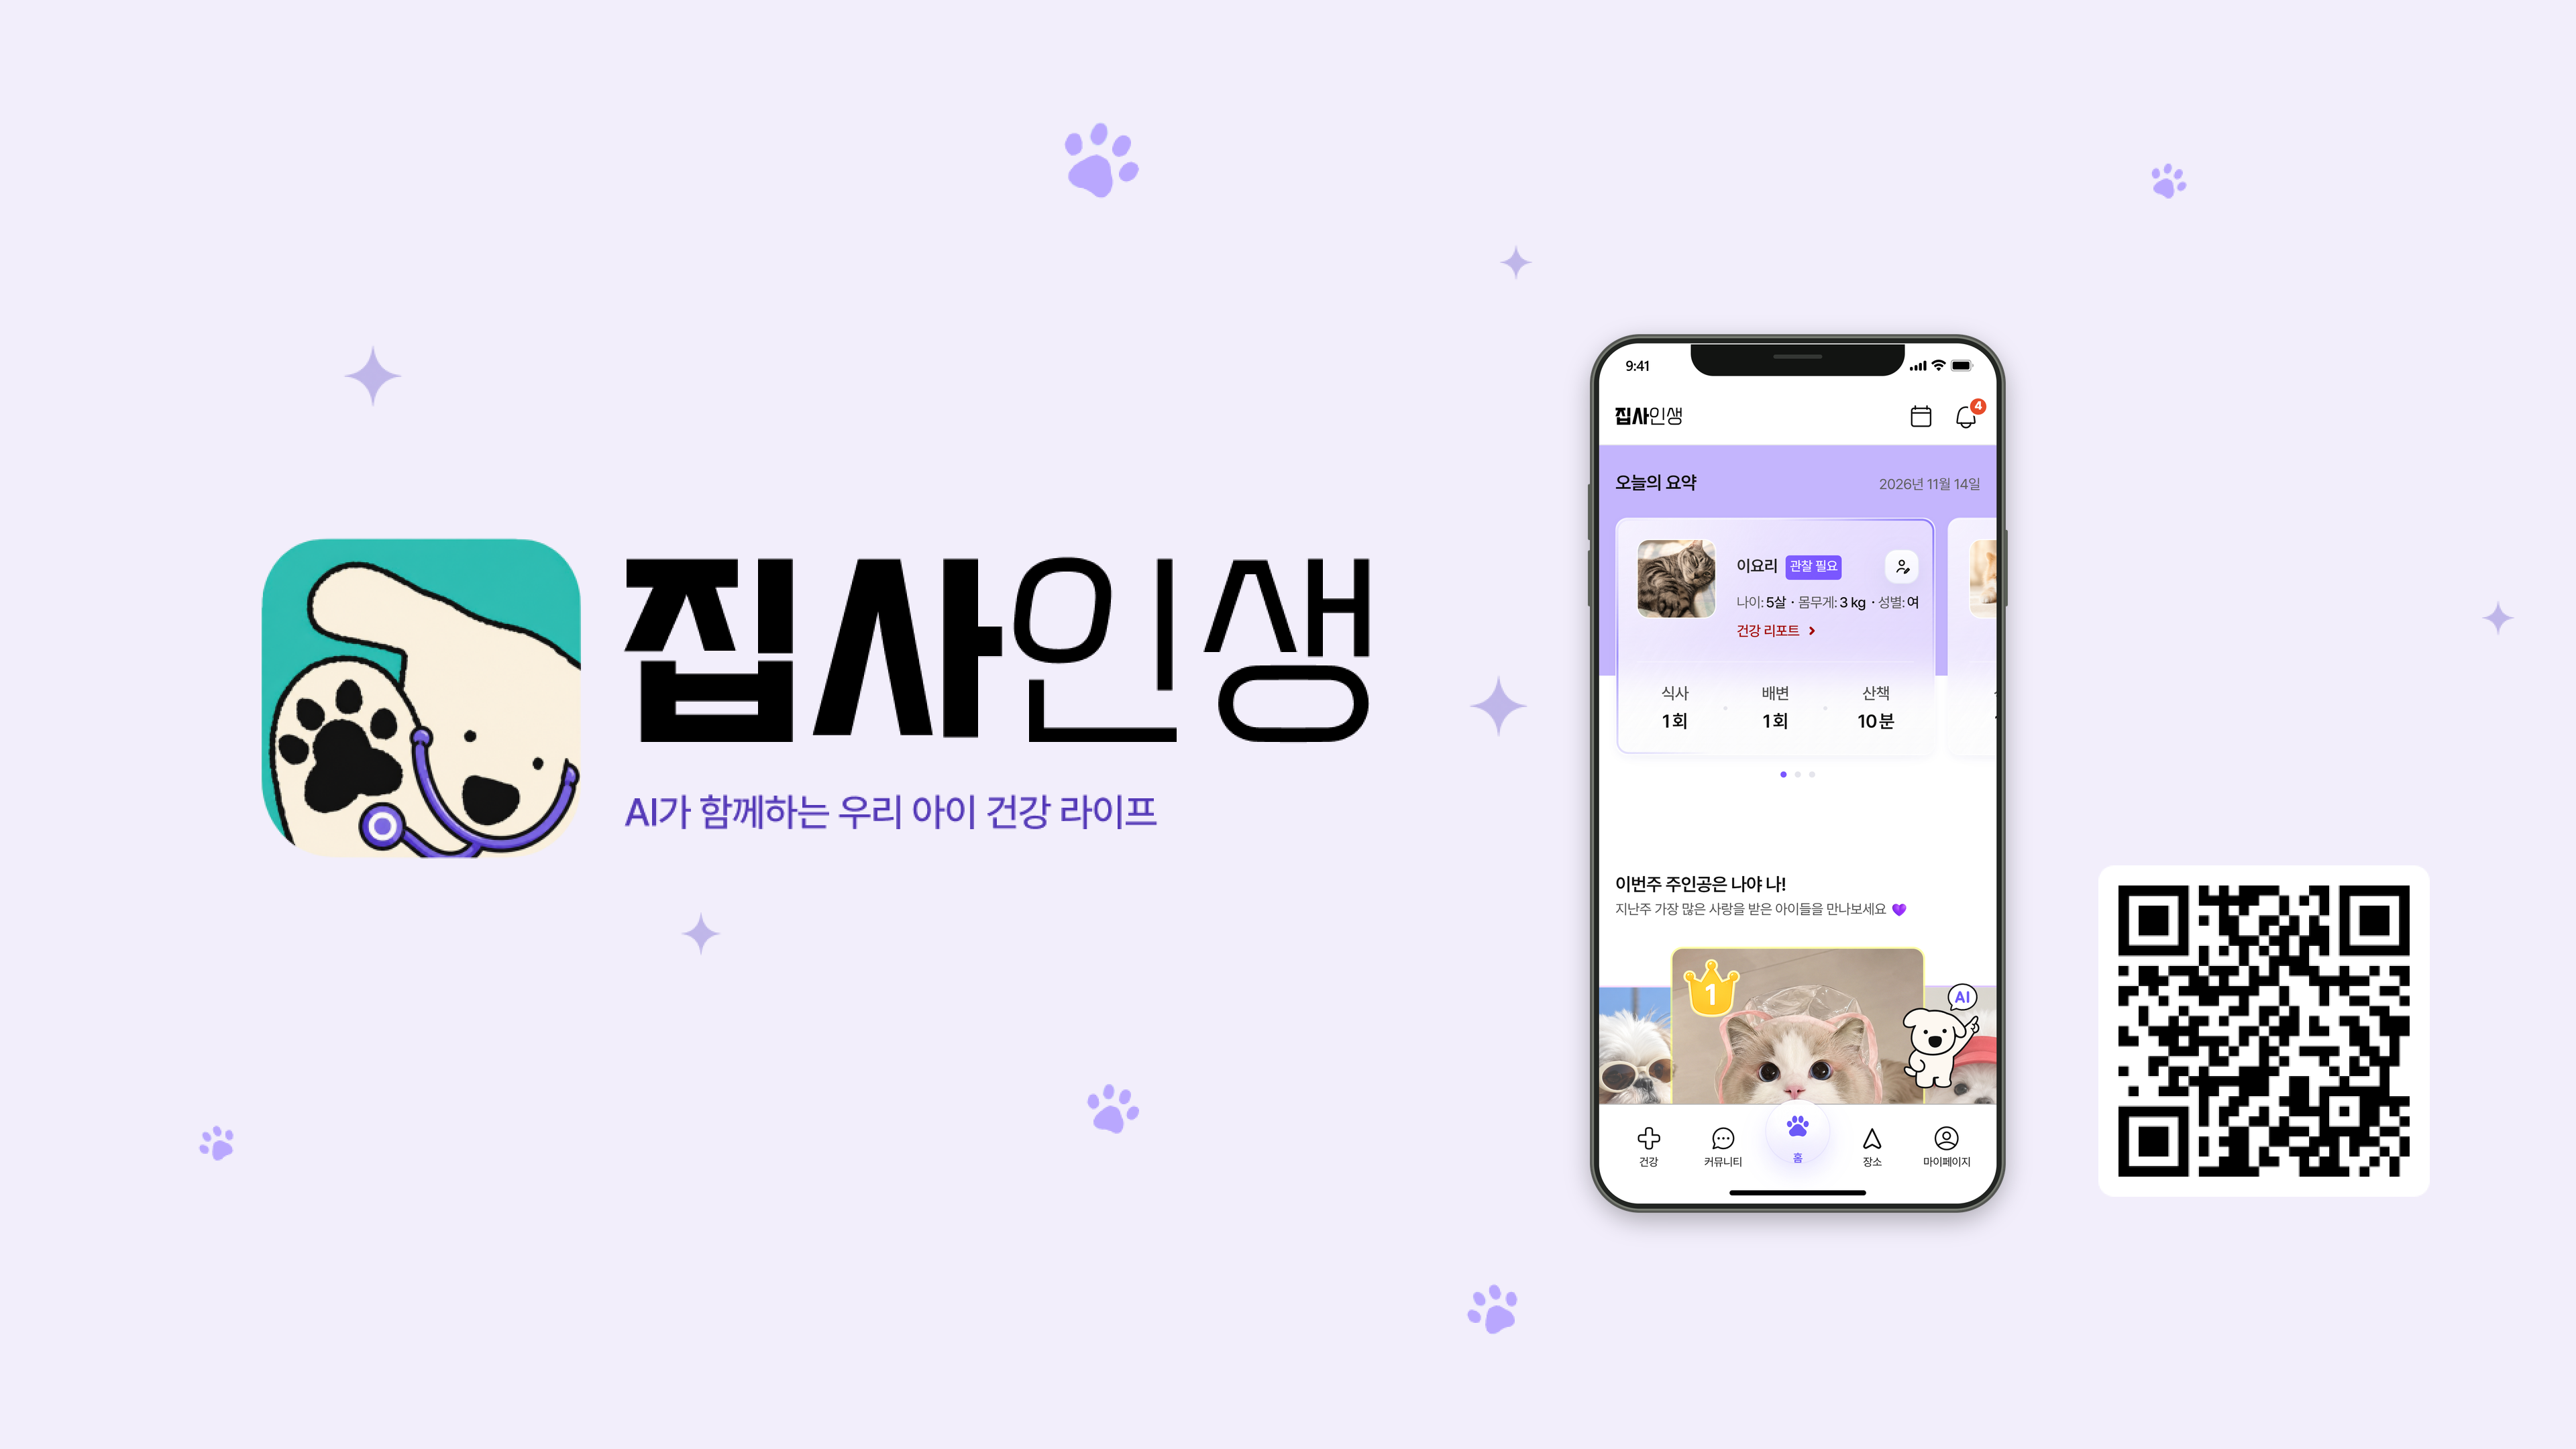 집사인생
AI가 함께하는 우리 아이 건강 라이프
9:41
집사인생
4
오늘의 요약
2026년 11월 14일
이요리
관찰 필요
나이: 5살 · 몸무게: 3 kg · 성별: 여
건강 리포트
식사
배변
산책
1회
1회
10분
이번주 주인공은 나야 나!
지난주 가장 많은 사랑을 받은 아이들을 만나보세요 💜
1
AI
건강
커뮤니티
홈
장소
마이페이지